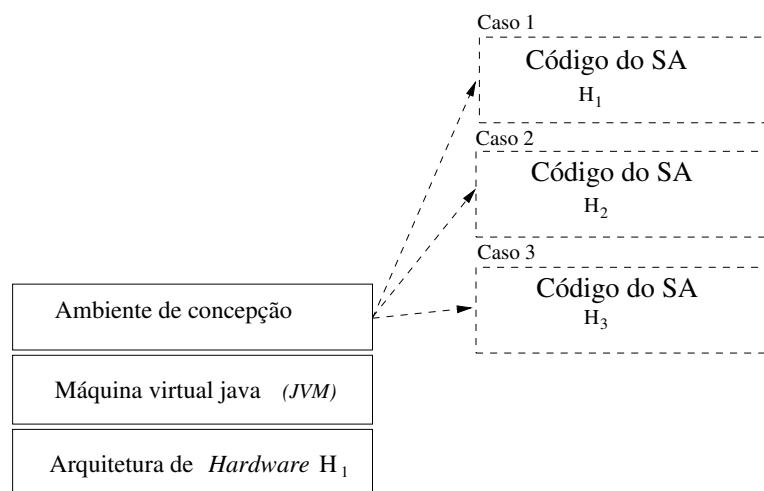 Caso 1
Código do SA
H1
Caso 2
Código do SA
H2
Caso 3
Código do SA
H3
Ambiente de concepção
Máquina virtual java (JVM)
Arquitetura de Hardware H1